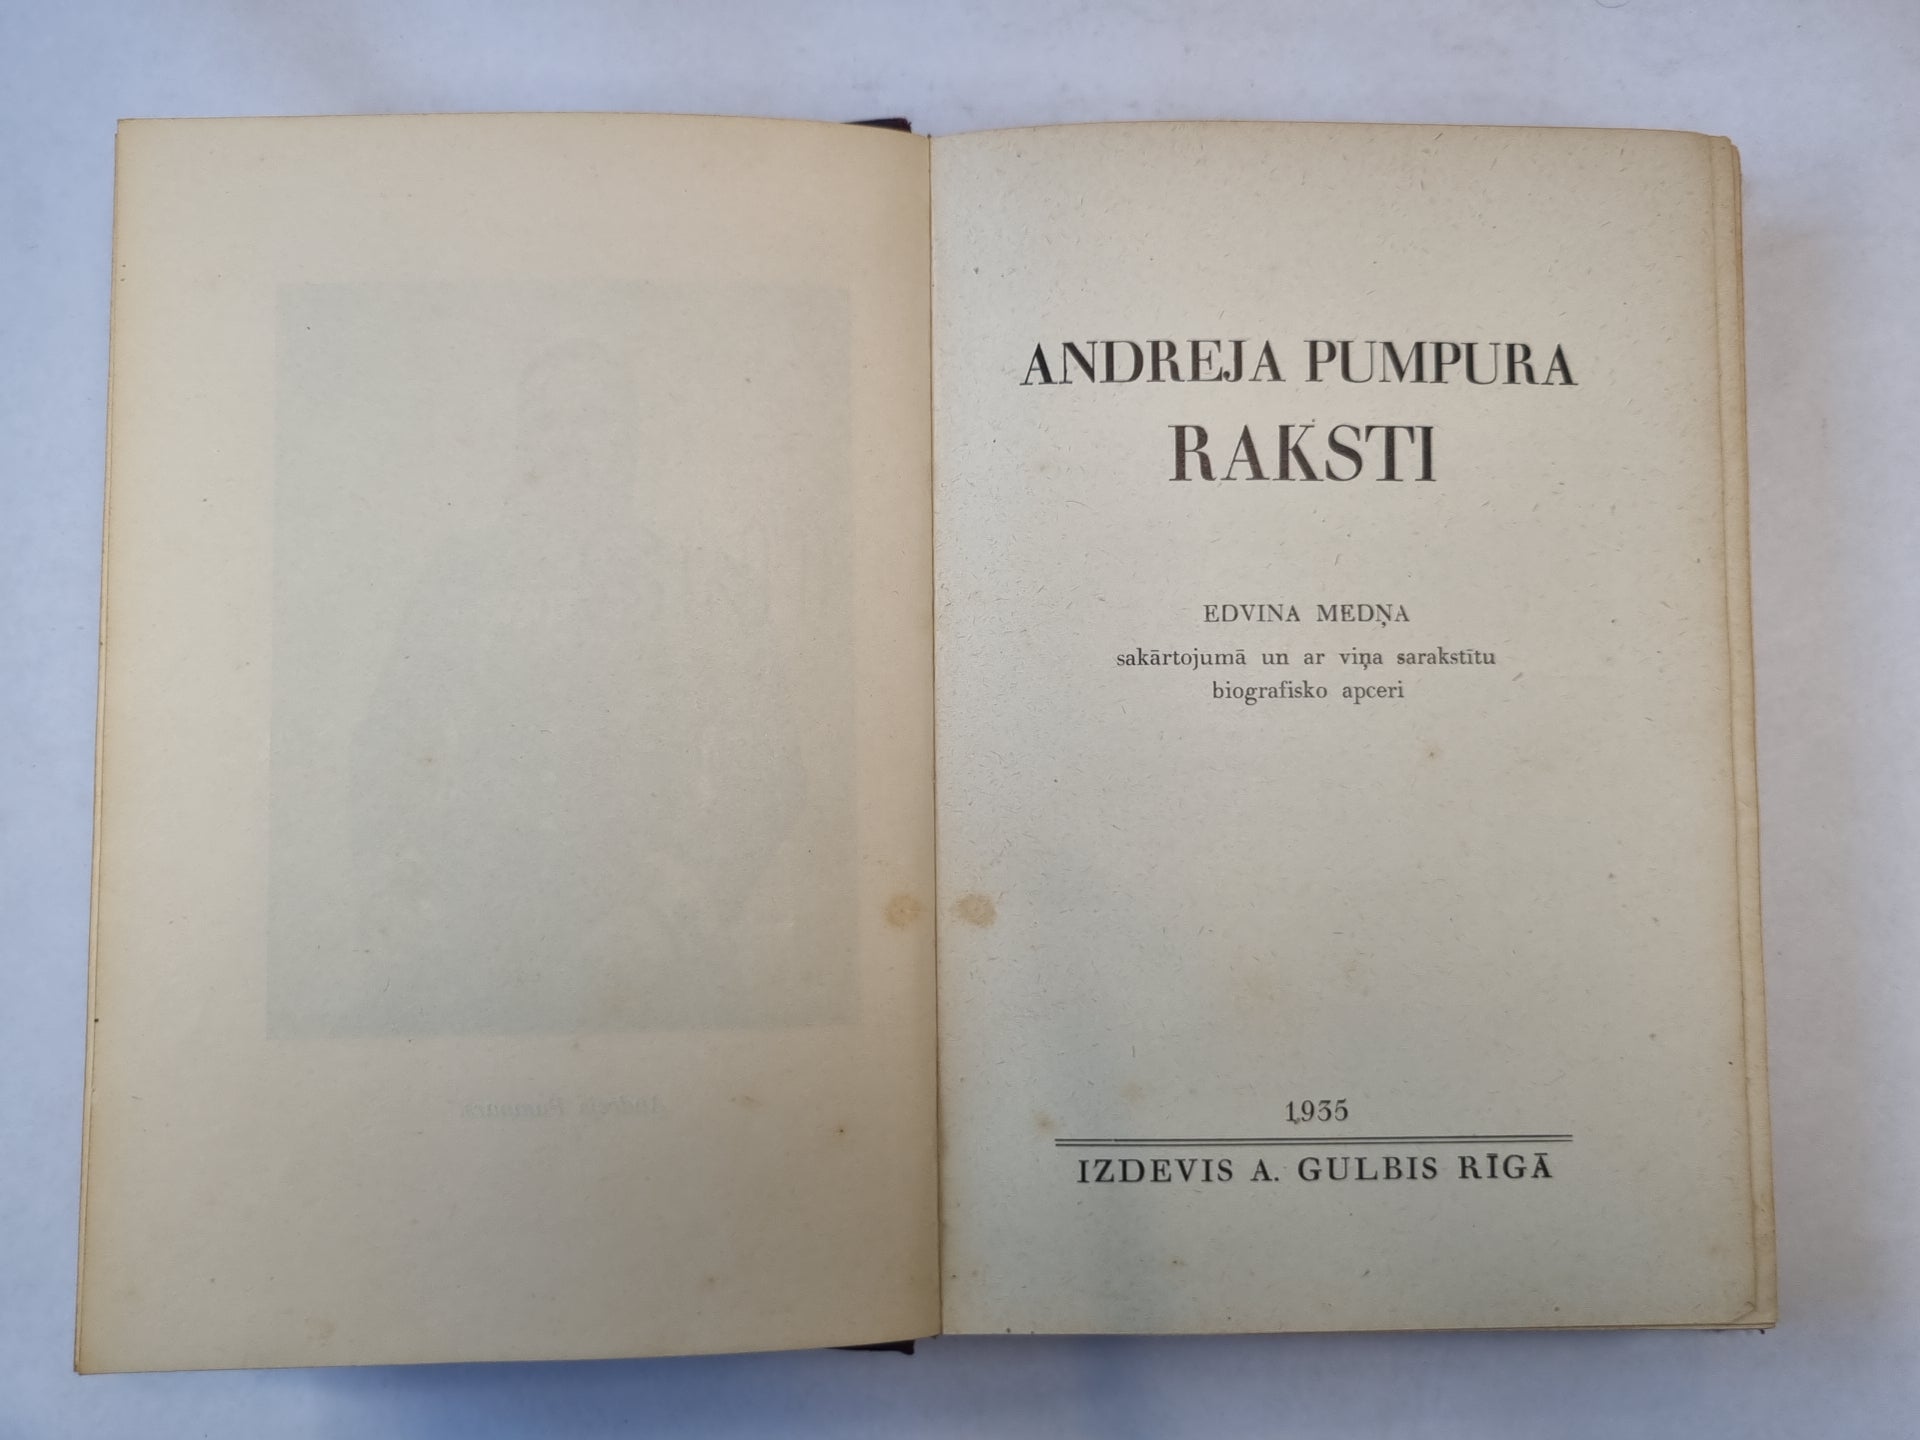 ANDREJA PUMPURA
RAKSTI
EDVINA MEDŅA
sakārtojumā un ar viņa sarakstītu
biografisko apceri
1935
IZDEVIS A. GULBIS RĪGĀ